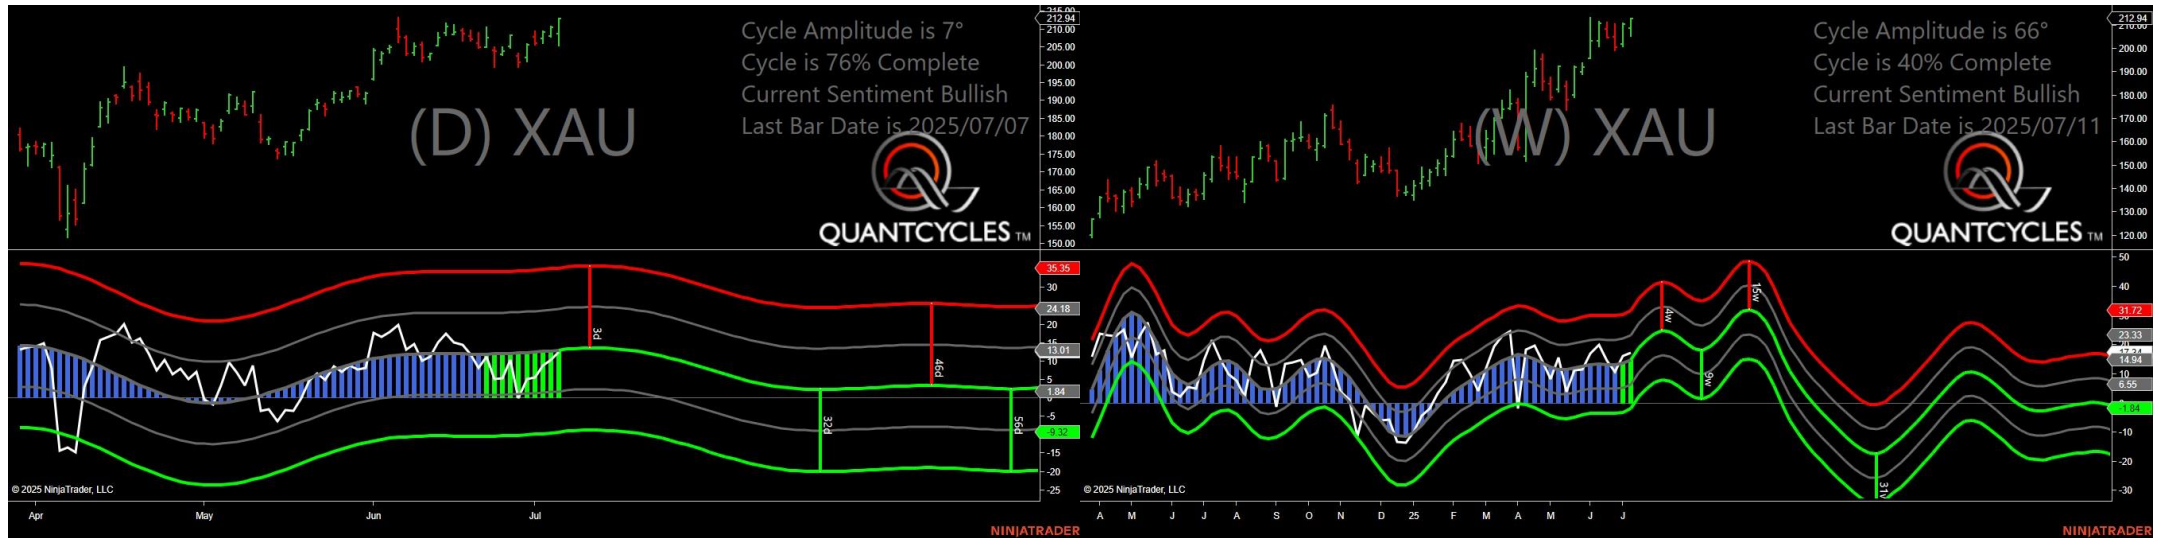 Cycle Amplitude is 7°
Cycle is 76% Complete
Current Sentiment Bullish
Last Bar Date is 2025/07/07
(D) XAU
QUANTCYCLES TM
215.00
212.94
210.00
205.00
200.00
195.00
190.00
185.00
180.00
175.00
170.00
165.00
160.00
155.00
150.00
35.35
30
24.18
20
15
13.01
10
5
1.84
0
-5
-9.32
-15
-20
-25
3d
32d
46d
56d
© 2025 NinjaTrader, LLC
Apr May Jun Jul
NINJATRADER
Cycle Amplitude is 66°
Cycle is 40% Complete
Current Sentiment Bullish
Last Bar Date is 2025/07/11
(W) XAU
QUANTCYCLES TM
212.94
210.00
200.00
190.00
180.00
170.00
160.00
150.00
140.00
130.00
120.00
50
40
31.72
23.33
14.94
10
6.55
-1.84
-10
-20
-30
4w
9w
15w
© 2025 NinjaTrader, LLC
A M J J A S O N D 25 F M A M J J
NINJATRADER